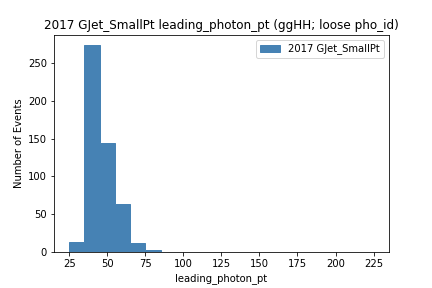 2017 GJet_SmallPt leading_photon_pt (ggHH; loose pho_id)
2017 GJet_SmallPt
Number of Events
250
200
150
100
50
0
25 50 75 100 125 150 175 200 225
leading_photon_pt